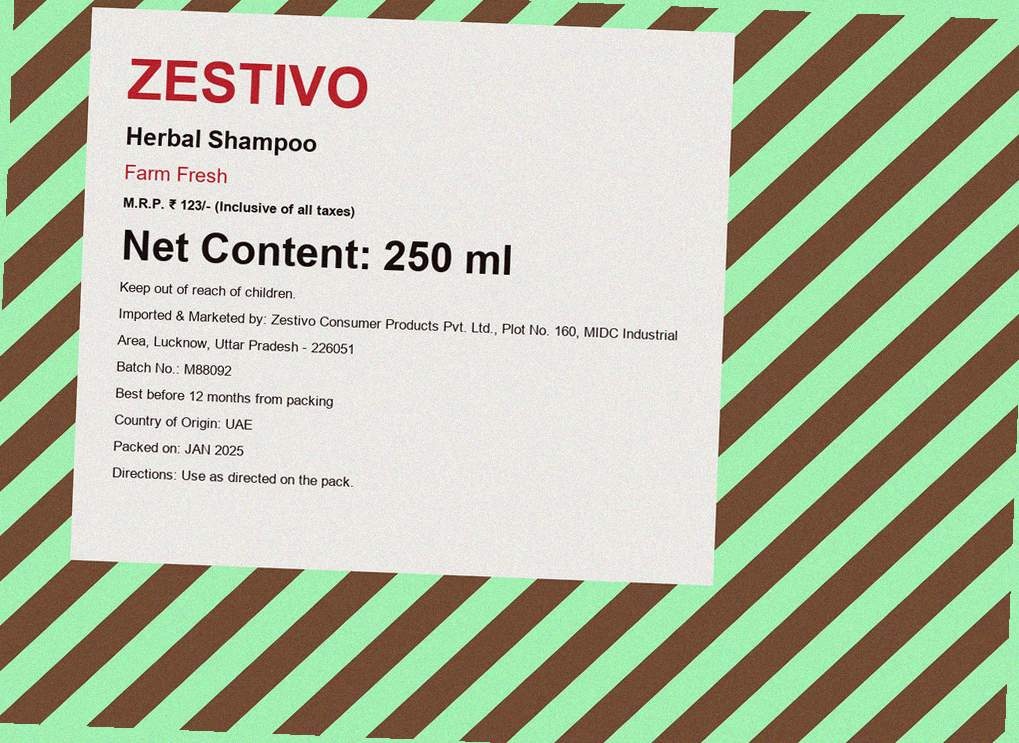 ZESTIVO
Herbal Shampoo
Farm Fresh
M.R.P. ₹ 123/- (Inclusive of all taxes)
Net Content: 250 ml
Keep out of reach of children.
Imported & Marketed by: Zestivo Consumer Products Pvt. Ltd., Plot No. 160, MIDC Industrial
Area, Lucknow, Uttar Pradesh - 226051
Batch No.: M88092
Best before 12 months from packing
Country of Origin: UAE
Packed on: JAN 2025
Directions: Use as directed on the pack.